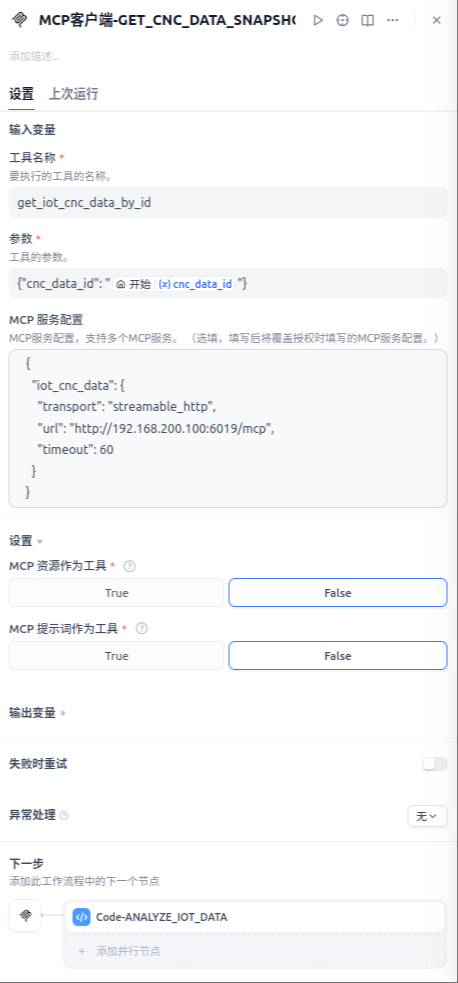 MCP客户端-GET_CNC_DATA_SNAPSHO
添加描述...
设置 上次运行
输入变量
工具名称 *
要执行的工具的名称。
get_iot_cnc_data_by_id
参数 *
工具的参数。
{"cnc_data_id": " 开始 {x} cnc_data_id "}
MCP 服务配置
MCP服务配置，支持多个MCP服务。（选填，填写后将覆盖授权时填写的MCP服务配置。）
{
"iot_cnc_data": {
"transport": "streamable_http",
"url": "http://192.168.200.100:6019/mcp",
"timeout": 60
}
}
设置
MCP 资源作为工具 * ?
True False
MCP 提示词作为工具 * ?
True False
输出变量
失败时重试
异常处理 ? 无
下一步
添加此工作流程中的下一个节点
Code-ANALYZE_IOT_DATA
+ 添加并行节点